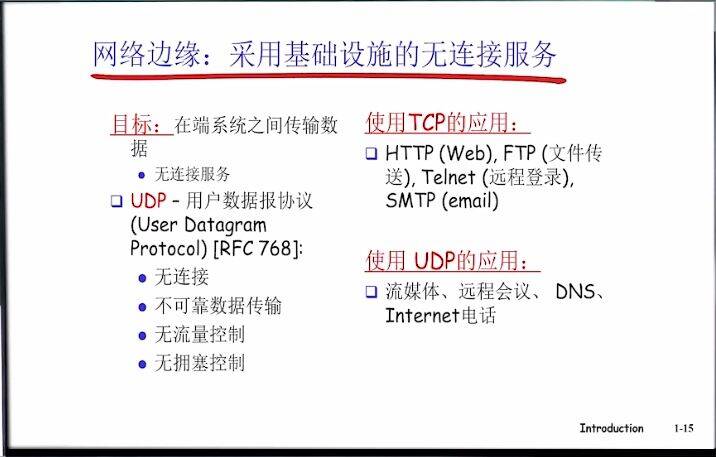 网络边缘：采用基础设施的无连接服务
目标：在端系统之间传输数
据
• 无连接服务
❑ UDP – 用户数据报协议
(User Datagram
Protocol) [RFC 768]:
• 无连接
• 不可靠数据传输
• 无流量控制
• 无拥塞控制
使用TCP的应用：
❑ HTTP (Web), FTP (文件传
送), Telnet (远程登录),
SMTP (email)
使用 UDP的应用：
❑ 流媒体、远程会议、 DNS、
Internet电话
Introduction 1-15